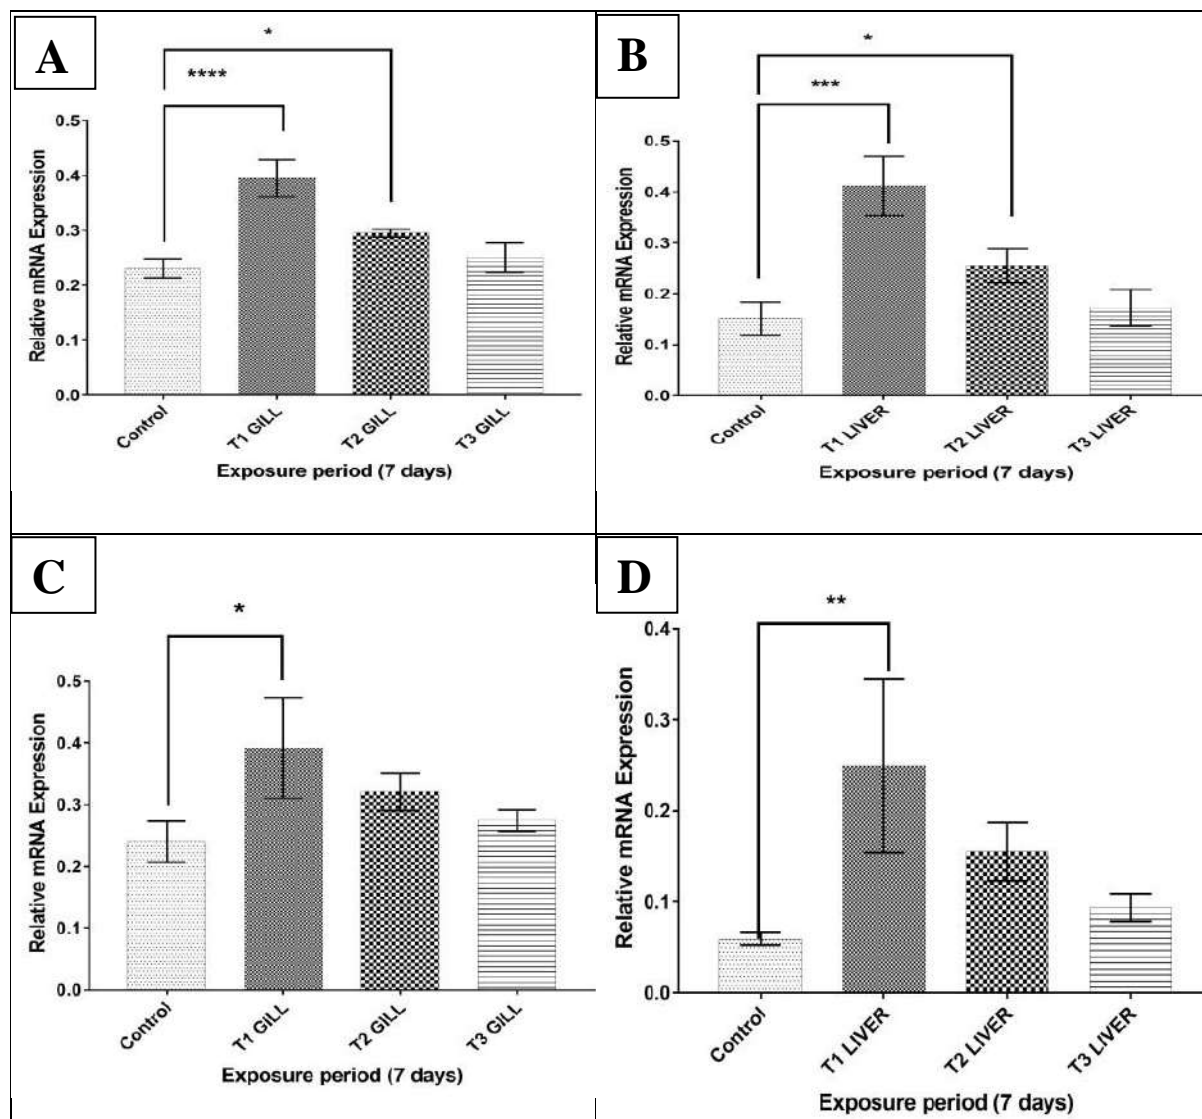 A
*
****
Relative mRNA Expression
0.5
0.4
0.3
0.2
0.1
0.0
Control
T1 GILL
T2 GILL
T3 GILL
Exposure period (7 days)
B
*
***
Relative mRNA Expression
0.5
0.4
0.3
0.2
0.1
0.0
Control
T1 LIVER
T2 LIVER
T3 LIVER
Exposure period (7 days)
C
*
Relative mRNA Expression
0.5
0.4
0.3
0.2
0.1
0.0
Control
T1 GILL
T2 GILL
T3 GILL
Exposure period (7 days)
D
**
Relative mRNA Expression
0.4
0.3
0.2
0.1
0.0
Control
T1 LIVER
T2 LIVER
T3 LIVER
Exposure period (7 days)